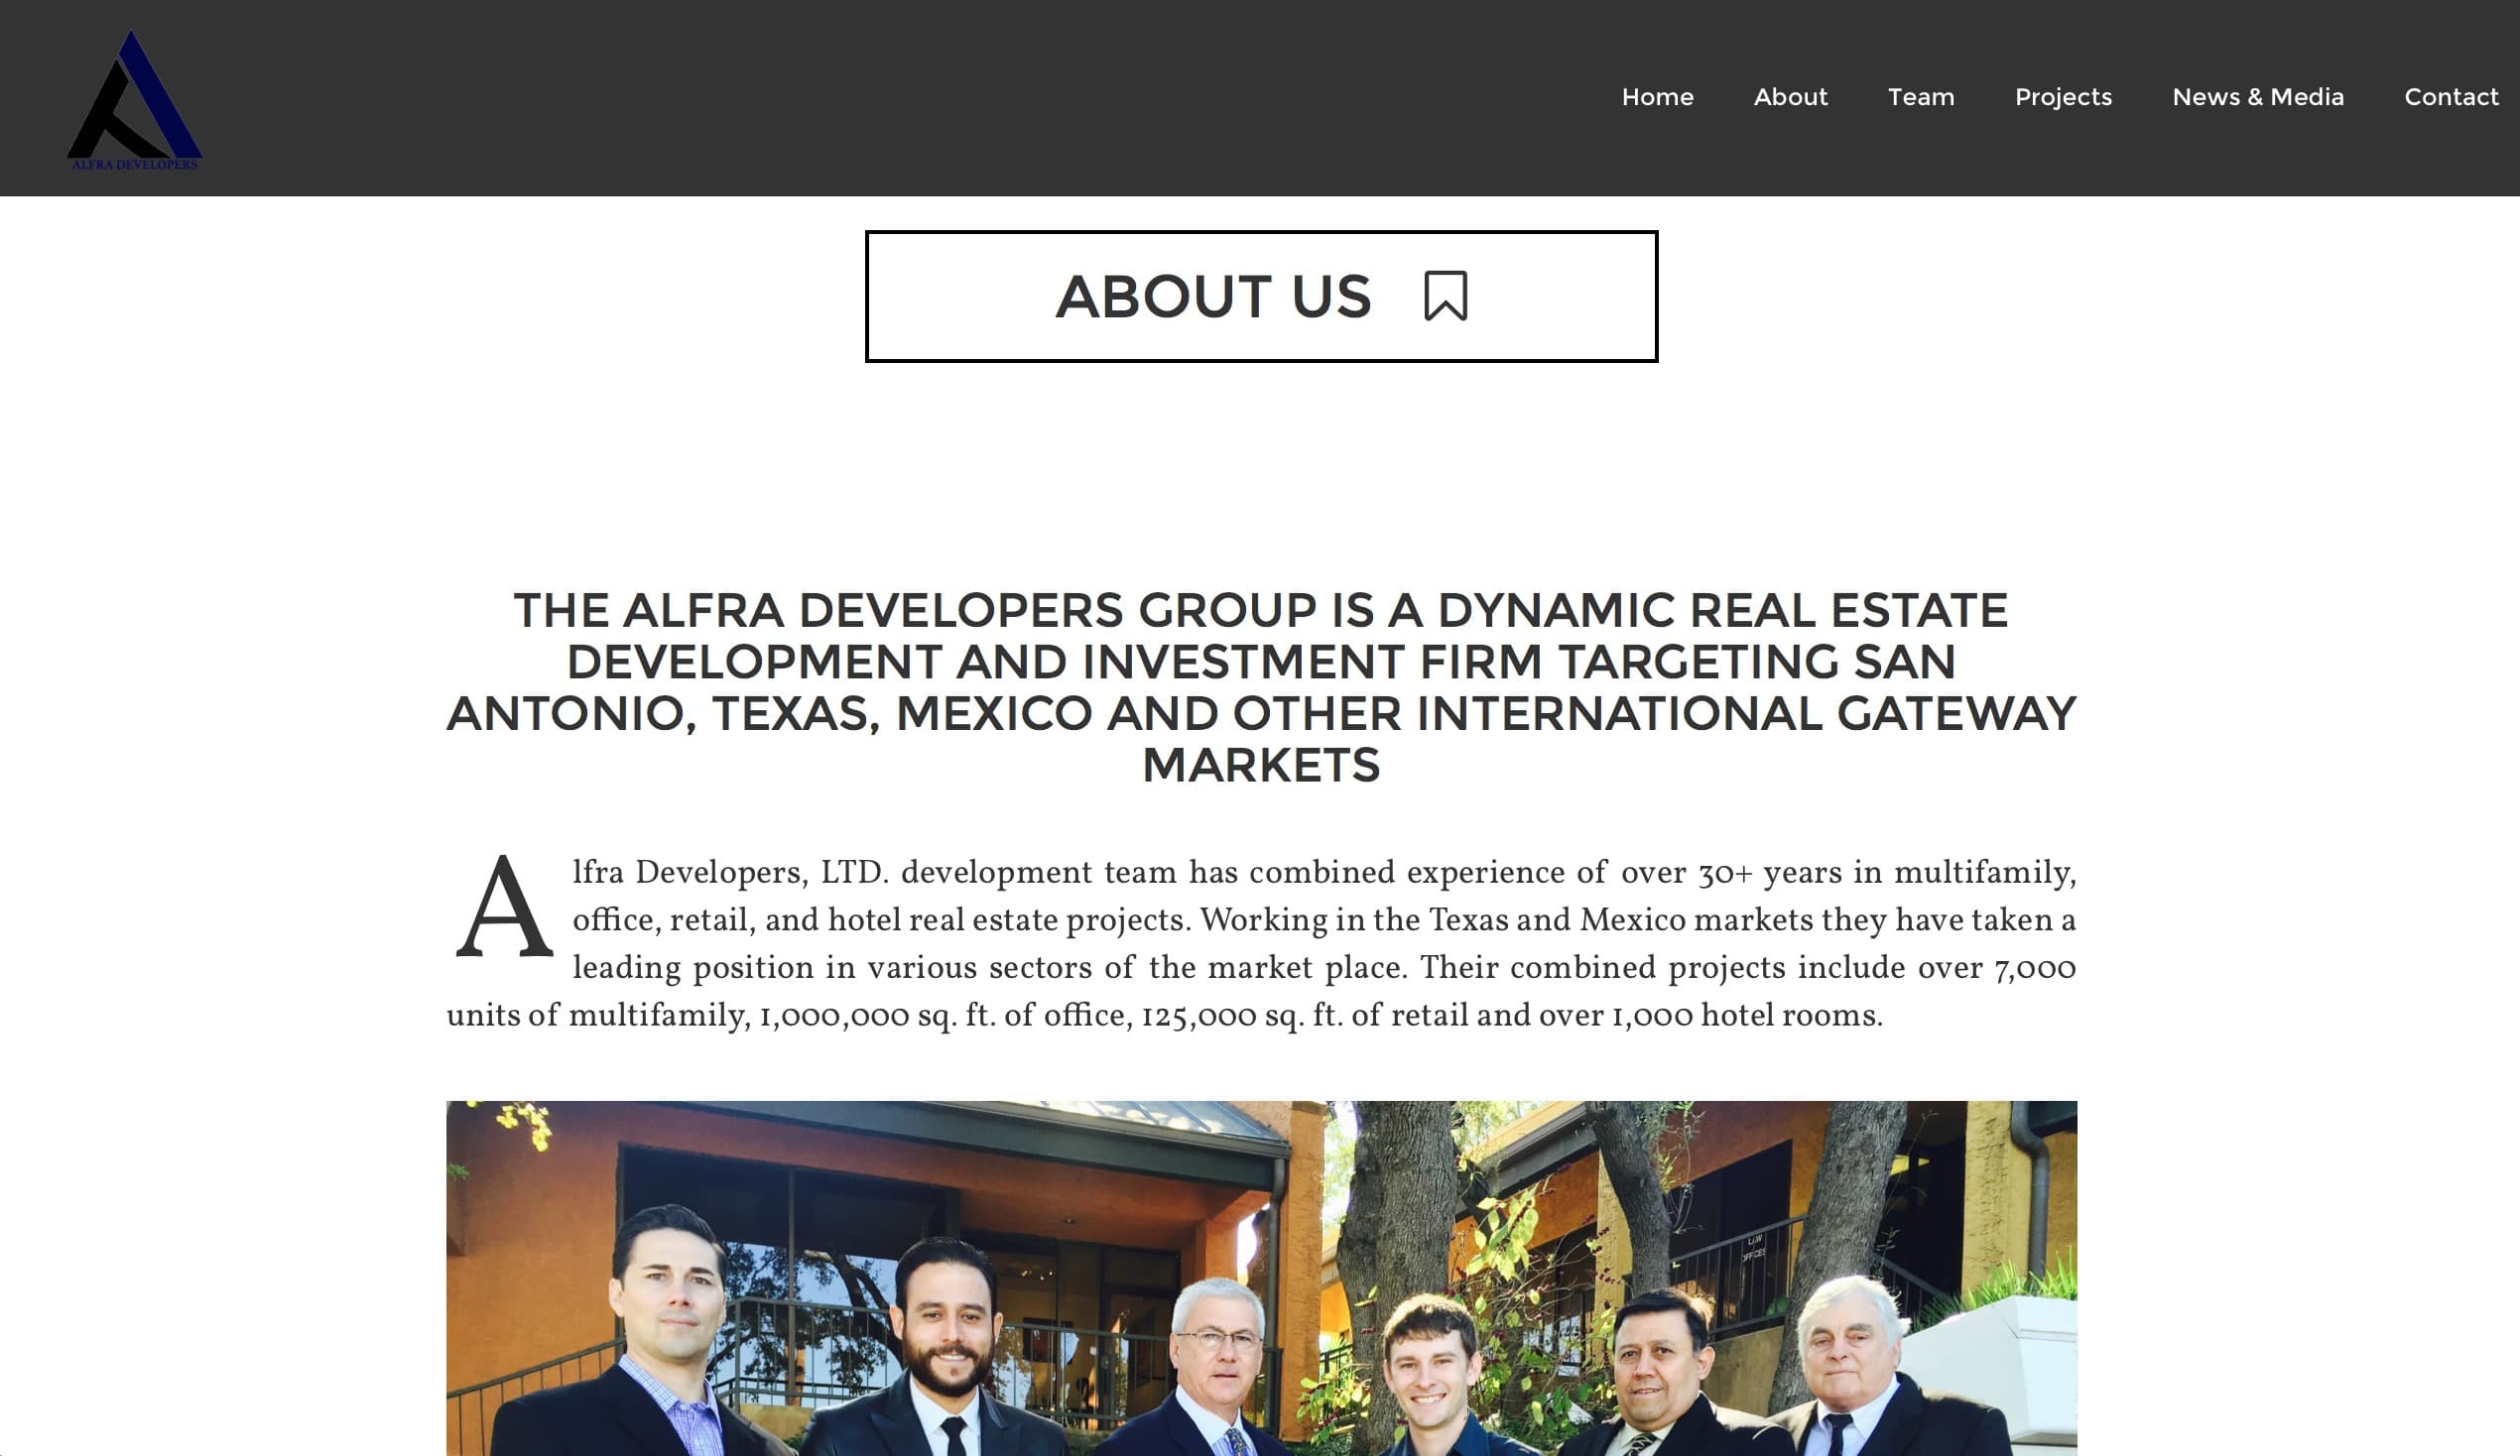 ALFRA DEVELOPERS
Home About Team Projects News & Media Contact
ABOUT US
THE ALFRA DEVELOPERS GROUP IS A DYNAMIC REAL ESTATE
DEVELOPMENT AND INVESTMENT FIRM TARGETING SAN
ANTONIO, TEXAS, MEXICO AND OTHER INTERNATIONAL GATEWAY
MARKETS
Alfra Developers, LTD. development team has combined experience of over 30+ years in multifamily,
office, retail, and hotel real estate projects. Working in the Texas and Mexico markets they have taken a
leading position in various sectors of the market place. Their combined projects include over 7,000
units of multifamily, 1,000,000 sq. ft. of office, 125,000 sq. ft. of retail and over 1,000 hotel rooms.
LAW
OFFICES